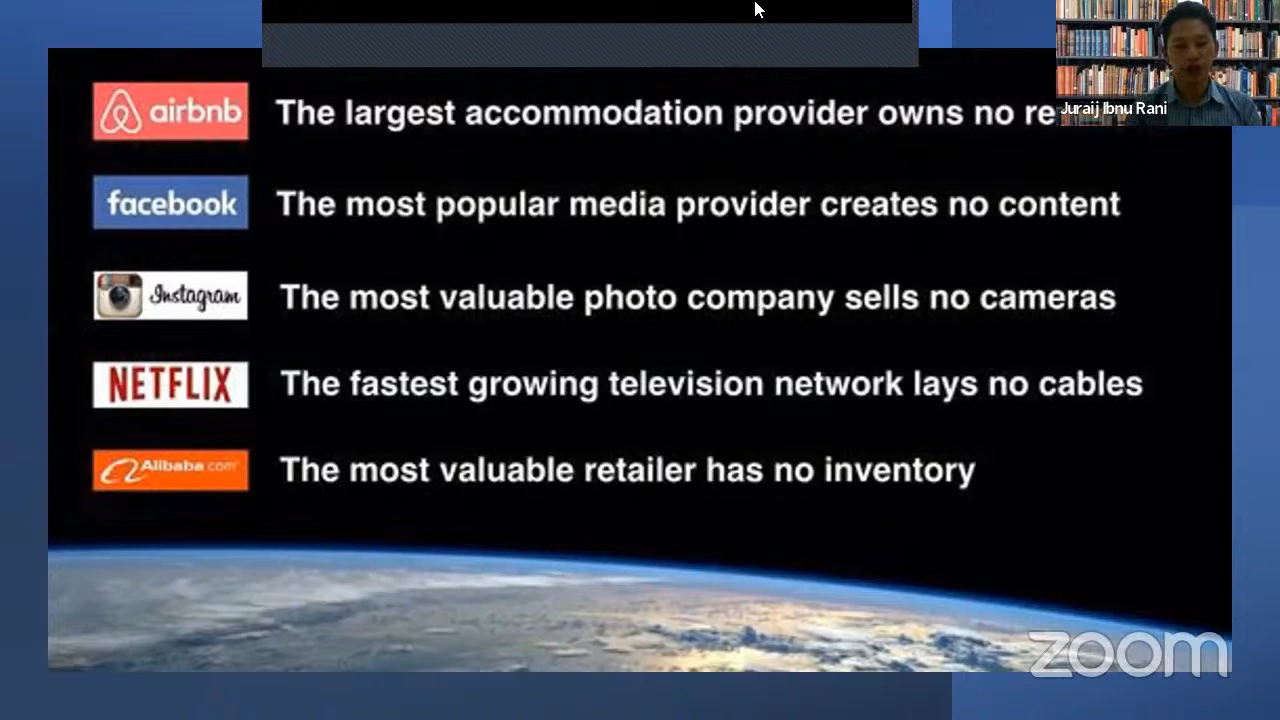 airbnb The largest accommodation provider owns no
Juraij Ibnu Rani
facebook The most popular media provider creates no content
Instagram The most valuable photo company sells no cameras
NETFLIX The fastest growing television network lays no cables
Alibaba.com The most valuable retailer has no inventory
zoom